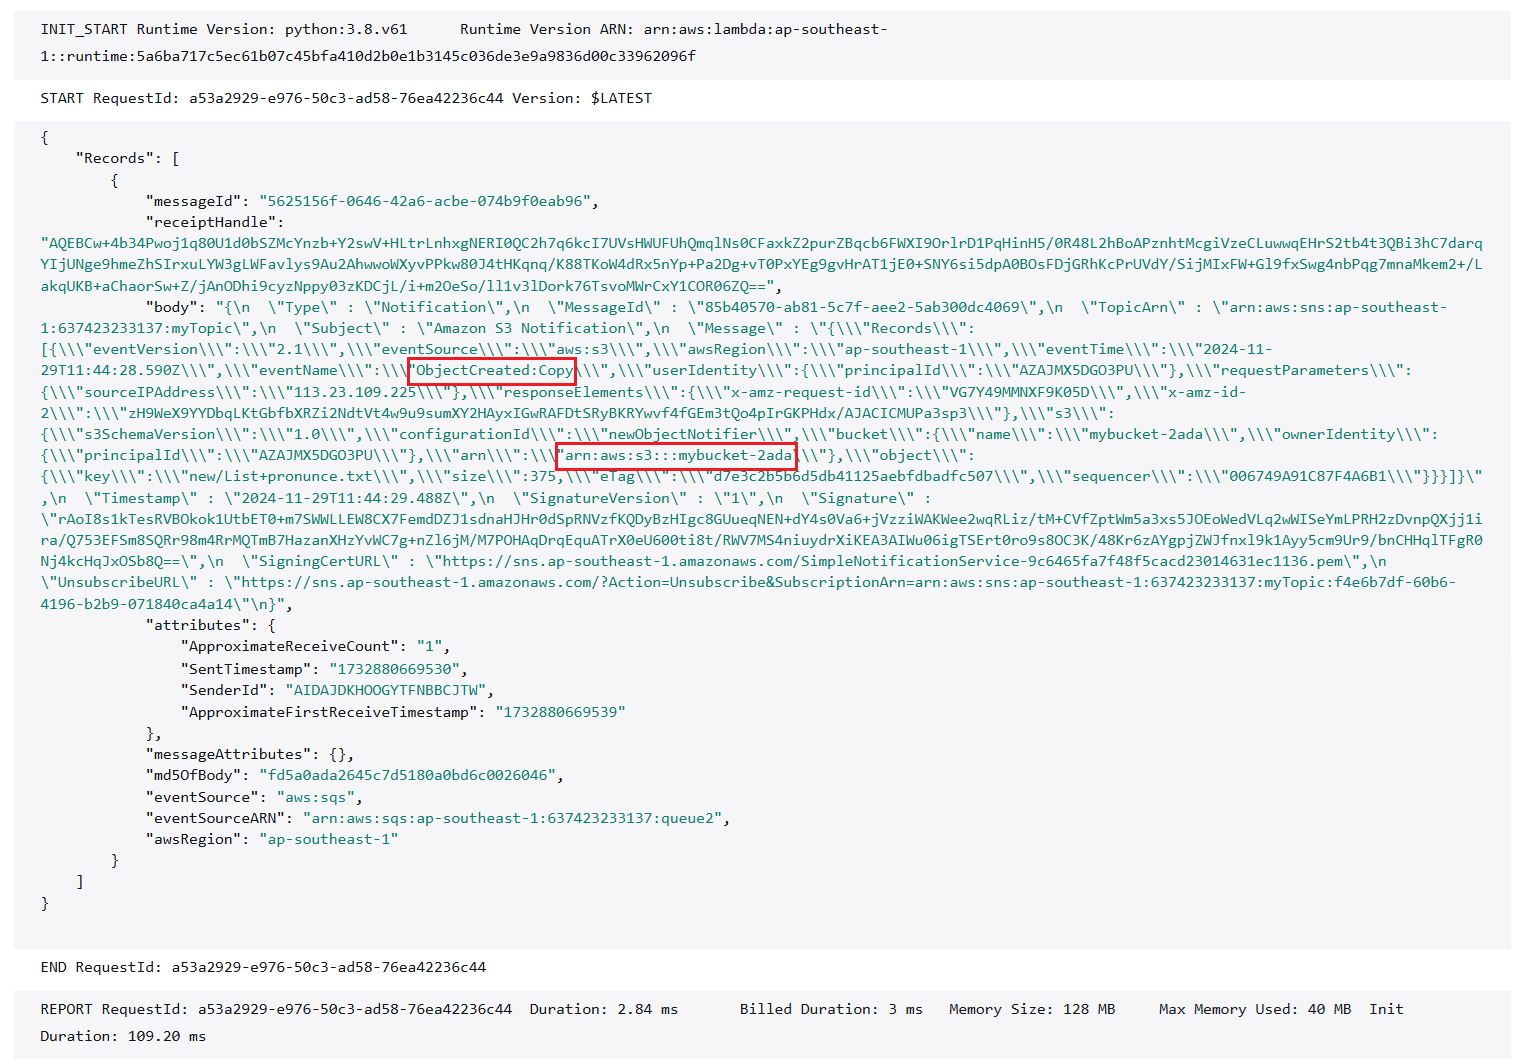 INIT_START Runtime Version: python:3.8.v61      Runtime Version ARN: arn:aws:lambda:ap-southeast-
1::runtime:5a6ba717c5ec61b07c45bfa410d2b0e1b3145c036de3e9a9836d00c33962096f
START RequestId: a53a2929-e976-50c3-ad58-76ea42236c44 Version: $LATEST
{
    "Records": [
        {
            "messageId": "5625156f-0646-42a6-acbe-074b9f0eab96",
            "receiptHandle":
"AQEBCw+4b34Pwoj1q80U1d0bSZMcYnzb+Y2swV+HLtrLnhxgNERI0QC2h7q6kcI7UVsHWUFUhQmqlNs0CFaxkZ2purZBqcb6FWXI9OrlrD1PqHinH5/0R48L2hBoAPznhtMcgiVzeCLuwwqEHrS2tb4t3QBi3hC7darq
YIjUNge9hmeZhSIrxuLYW3gLWFavlys9Au2AhwwoWXyvPPkw80J4tHKqnq/K88TKoW4dRx5nYp+Pa2Dg+vT0PxYEg9gvHrAT1jE0+SNY6si5dpA0BOsFDjGRhKcPrUVdY/SijMIxFW+Gl9fxSwg4nbPqg7mnaMkem2+/L
akqUKB+aChaorSw+Z/jAnODhi9cyzNppy03zKDCjL/i+m2OeSo/ll1v3lDork76TsvoMWrCxY1COR06ZQ==",
            "body": "{\n  \"Type\" : \"Notification\",\n  \"MessageId\" : \"85b40570-ab81-5c7f-aee2-5ab300dc4069\",\n  \"TopicArn\" : \"arn:aws:sns:ap-southeast-
1:637423233137:myTopic\",\n  \"Subject\" : \"Amazon S3 Notification\",\n  \"Message\" : \"{\\\"Records\\\":
[{\\\"eventVersion\\\":\\\"2.1\\\",\\\"eventSource\\\":\\\"aws:s3\\\",\\\"awsRegion\\\":\\\"ap-southeast-1\\\",\\\"eventTime\\\":\\\"2024-11-
29T11:44:28.590Z\\\",\\\"eventName\\\":\\\"ObjectCreated:Copy\\\",\\\"userIdentity\\\":{\\\"principalId\\\":\\\"AZAJMX5DGO3PU\\\"},\\\"requestParameters\\\":
{\\\"sourceIPAddress\\\":\\\"113.23.109.225\\\"},\\\"responseElements\\\":{\\\"x-amz-request-id\\\":\\\"VG7Y49MMNXF9K05D\\\",\\\"x-amz-id-
2\\\":\\\"zH9WeX9YYDbqLKtGbfbXRZi2NdtVt4w9u9sumXY2HAyxIGwRAFDtSRyBKRYwvf4fGEm3tQo4pIrGKPHdx/AJACICMUPa3sp3\\\"},\\\"s3\\\":
{\\\"s3SchemaVersion\\\":\\\"1.0\\\",\\\"configurationId\\\":\\\"newObjectNotifier\\\",\\\"bucket\\\":{\\\"name\\\":\\\"mybucket-2ada\\\",\\\"ownerIdentity\\\":
{\\\"principalId\\\":\\\"AZAJMX5DGO3PU\\\"},\\\"arn\\\":\\\"arn:aws:s3:::mybucket-2ada\\\"},\\\"object\\\":
{\\\"key\\\":\\\"new/List+pronunce.txt\\\",\\\"size\\\":375,\\\"eTag\\\":\\\"d7e3c2b5b6d5db41125aebfdbadfc507\\\",\\\"sequencer\\\":\\\"006749A91C87F4A6B1\\\"}}}]}\"
,\n  \"Timestamp\" : \"2024-11-29T11:44:29.488Z\",\n  \"SignatureVersion\" : \"1\",\n  \"Signature\" :
\"rAoI8s1kTesRVBOkok1UtbET0+m7SWWLLEW8CX7FemdDZJ1sdnaHJHr0dSpRNVzfKQDyBzHIgc8GUueqNEN+dY4s0Va6+jVzziWAKWee2wqRLiz/tM+CVfZptWm5a3xs5JOEoWedVLq2wWISeYmLPRH2zDvnpQXjj1i
ra/Q753EFSm8SQRr98m4RrMQTmB7HazanXHzYvWC7g+nZl6jM/M7POHAqDrqEquATrX0eU600ti8t/RWV7MS4niuydrXiKEA3AIWu06igTSErt0ro9s8OC3K/48Kr6zAYgpjZWJfnxl9k1Ayy5cm9Ur9/bnCHHqlTFgR0
Nj4kcHqJxOSb8Q==\",\n  \"SigningCertURL\" : \"https://sns.ap-southeast-1.amazonaws.com/SimpleNotificationService-9c6465fa7f48f5cacd23014631ec1136.pem\",\n
\"UnsubscribeURL\" : \"https://sns.ap-southeast-1.amazonaws.com/?Action=Unsubscribe&SubscriptionArn=arn:aws:sns:ap-southeast-1:637423233137:myTopic:f4e6b7df-60b6-
4196-b2b9-071840ca4a14\"\n}",
            "attributes": {
                "ApproximateReceiveCount": "1",
                "SentTimestamp": "1732880669530",
                "SenderId": "AIDAJDKHOOGYTFNBBCJTW",
                "ApproximateFirstReceiveTimestamp": "1732880669539"
            },
            "messageAttributes": {},
            "md5OfBody": "fd5a0ada2645c7d5180a0bd6c0026046",
            "eventSource": "aws:sqs",
            "eventSourceARN": "arn:aws:sqs:ap-southeast-1:637423233137:queue2",
            "awsRegion": "ap-southeast-1"
        }
    ]
}
END RequestId: a53a2929-e976-50c3-ad58-76ea42236c44
REPORT RequestId: a53a2929-e976-50c3-ad58-76ea42236c44  Duration: 2.84 ms       Billed Duration: 3 ms   Memory Size: 128 MB     Max Memory Used: 40 MB  Init
Duration: 109.20 ms